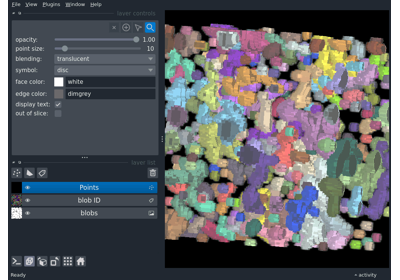 File View Plugins Window Help
layer controls
opacity: 1.00
point size: 10
blending: translucent
symbol: disc
face color: white
edge color: dimgrey
display text:
out of slice:
layer list
Points
blob ID
blobs
Ready
activity